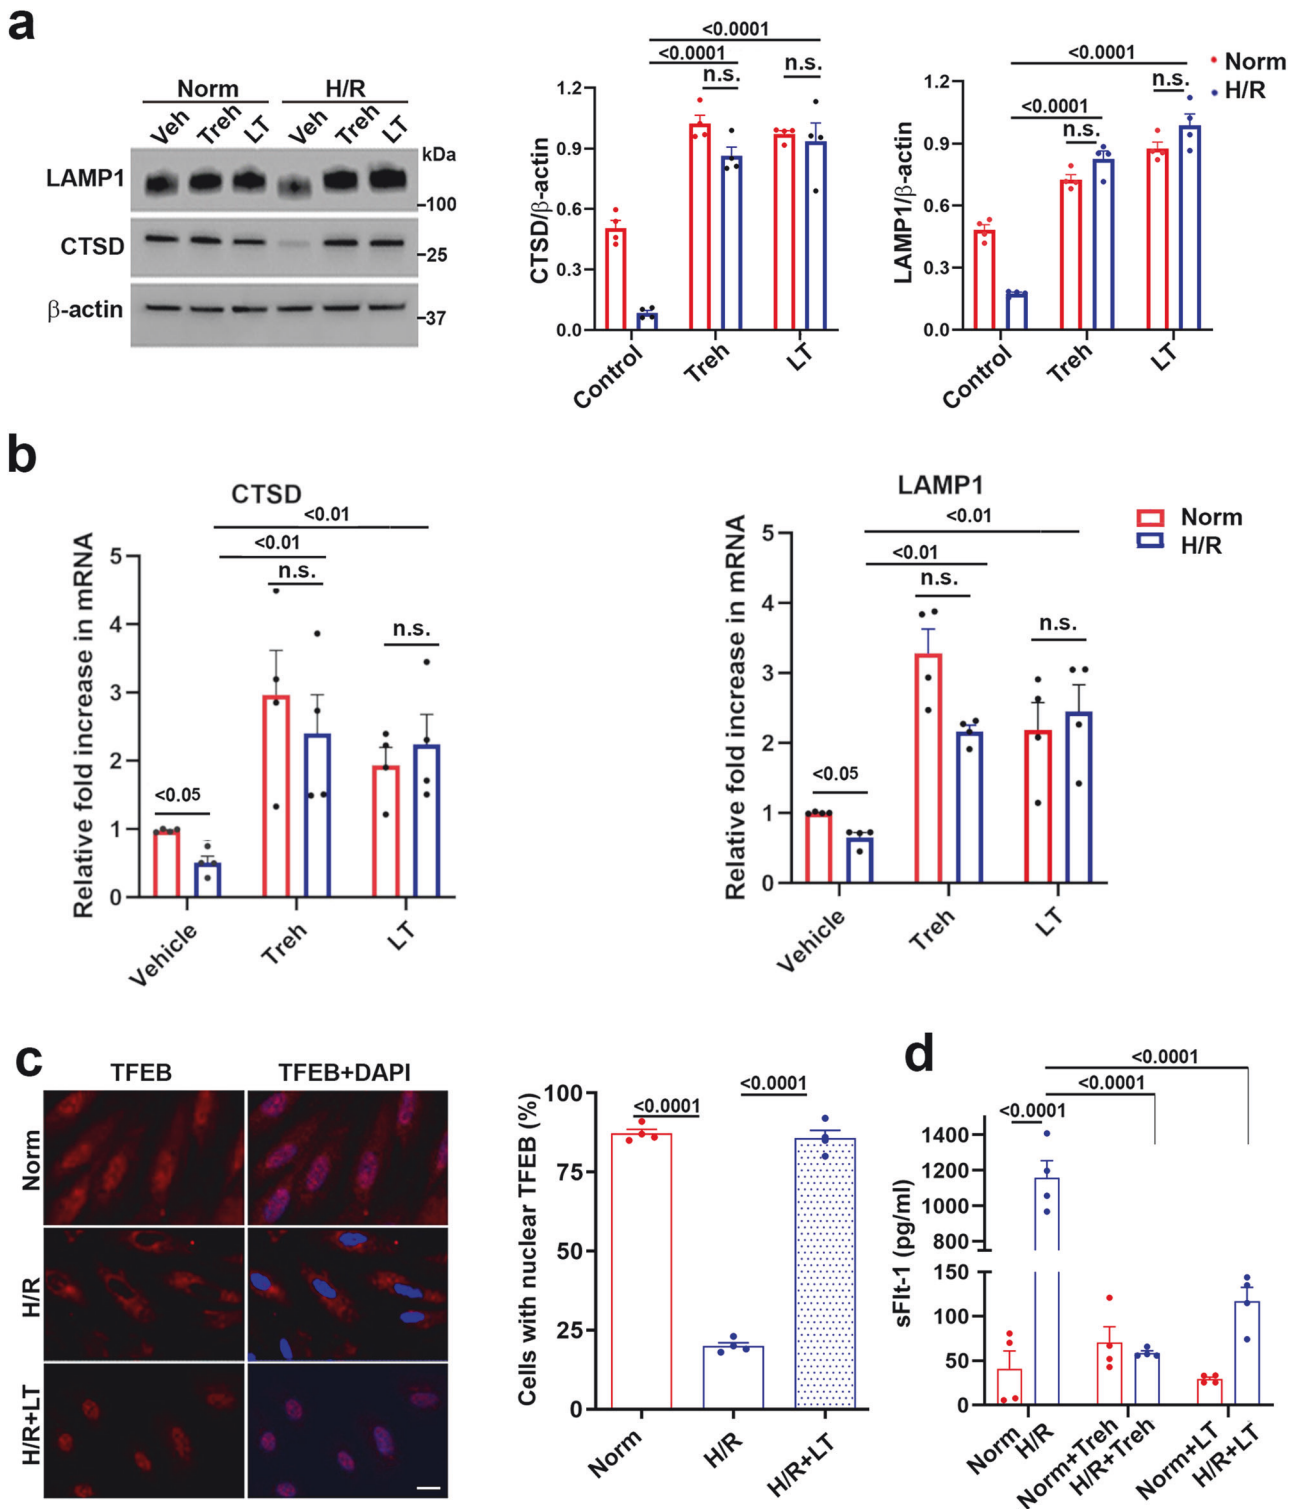 a
Norm H/R
Veh Treh LT Veh Treh LT
kDa
LAMP1
–100
CTSD
–25
β-actin
–37
<0.0001
<0.0001
n.s. n.s.
CTSD/β-actin
1.2
0.9
0.6
0.3
0.0
Control Treh LT
<0.0001
<0.0001
n.s.
n.s.
LAMP1/β-actin
1.2
0.9
0.6
0.3
0.0
Control Treh LT
Norm
H/R
b
CTSD
<0.01
<0.01
n.s.
n.s.
<0.05
Relative fold increase in mRNA
5
4
3
2
1
0
Vehicle Treh LT
LAMP1
<0.01
<0.01
n.s.
n.s.
<0.05
Relative fold increase in mRNA
5
4
3
2
1
0
Vehicle Treh LT
Norm
H/R
c
TFEB TFEB+DAPI
Norm
H/R
H/R+LT
Cells with nuclear TFEB (%)
100
75
50
25
0
<0.0001
<0.0001
Norm H/R H/R+LT
d
<0.0001
<0.0001
<0.0001
sFlt-1 (pg/ml)
1400
1200
1000
800
150
100
50
0
Norm H/R Norm+Treh H/R+Treh Norm+LT H/R+LT